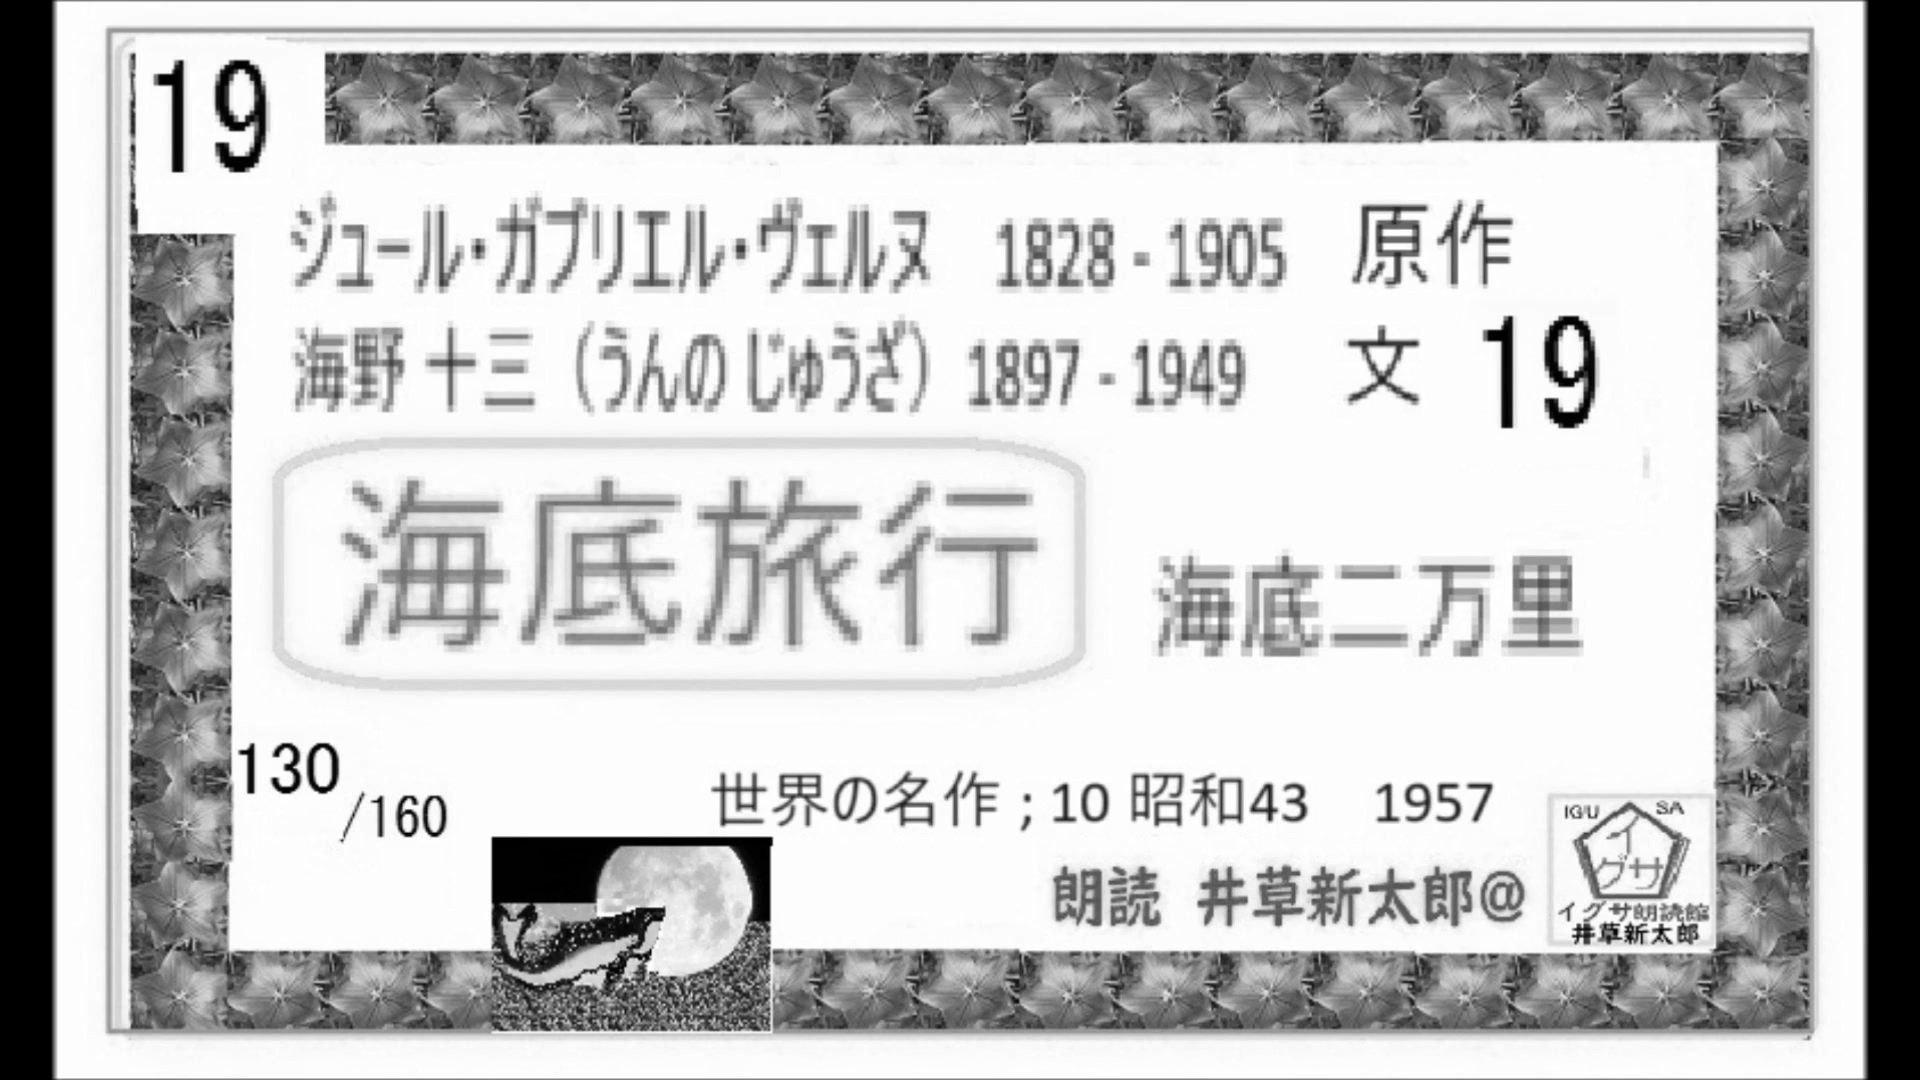 19
ジュール・ガブリエル・ヴェルヌ 1828 - 1905 原作
海野 十三（うんの じゅうざ）1897 - 1949 文 19
海底旅行
海底二万里
130/160
世界の名作 ; 10 昭和43 1957
朗読 井草新太郎@
IGU SA
イグサ
イグサ朗読館
井草新太郎